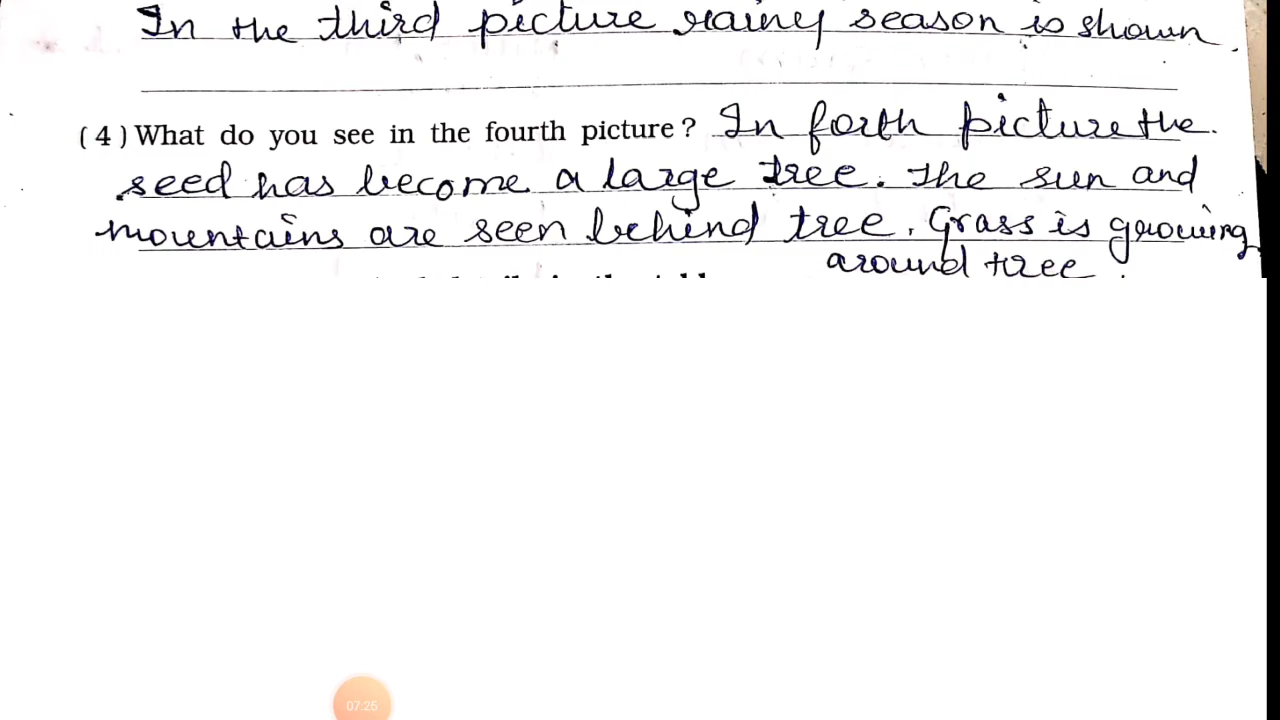 In the third picture rainy season is shown.
(4) What do you see in the fourth picture? In forth picture the
seed has become a large tree. The sun and
mountains are seen behind tree. Grass is growing
around tree.
07:25